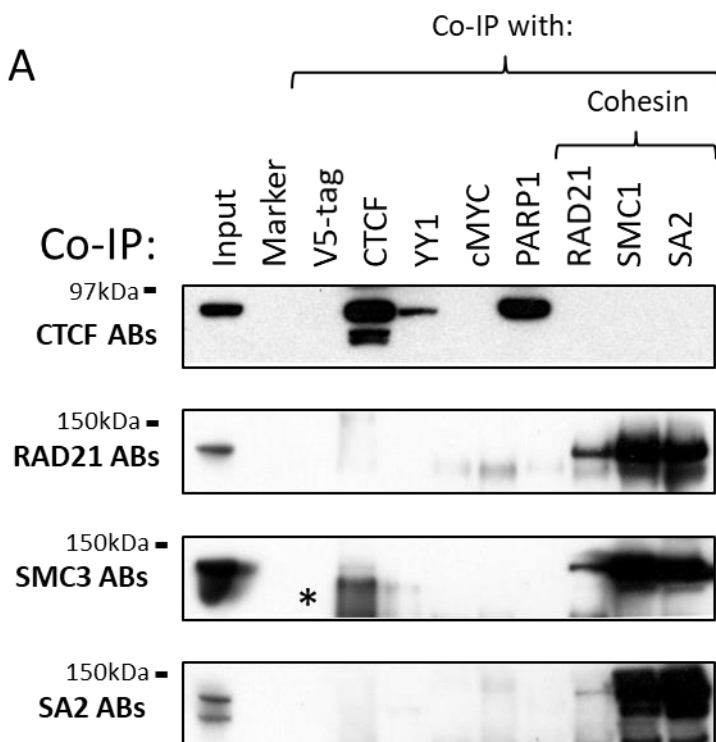 A
Co-IP with:
Cohesin
Co-IP:
Input
Marker
V5-tag
CTCF
YY1
cMYC
PARP1
RAD21
SMC1
SA2
97kDa
CTCF ABs
150kDa
RAD21 ABs
150kDa
SMC3 ABs
*
150kDa
SA2 ABs